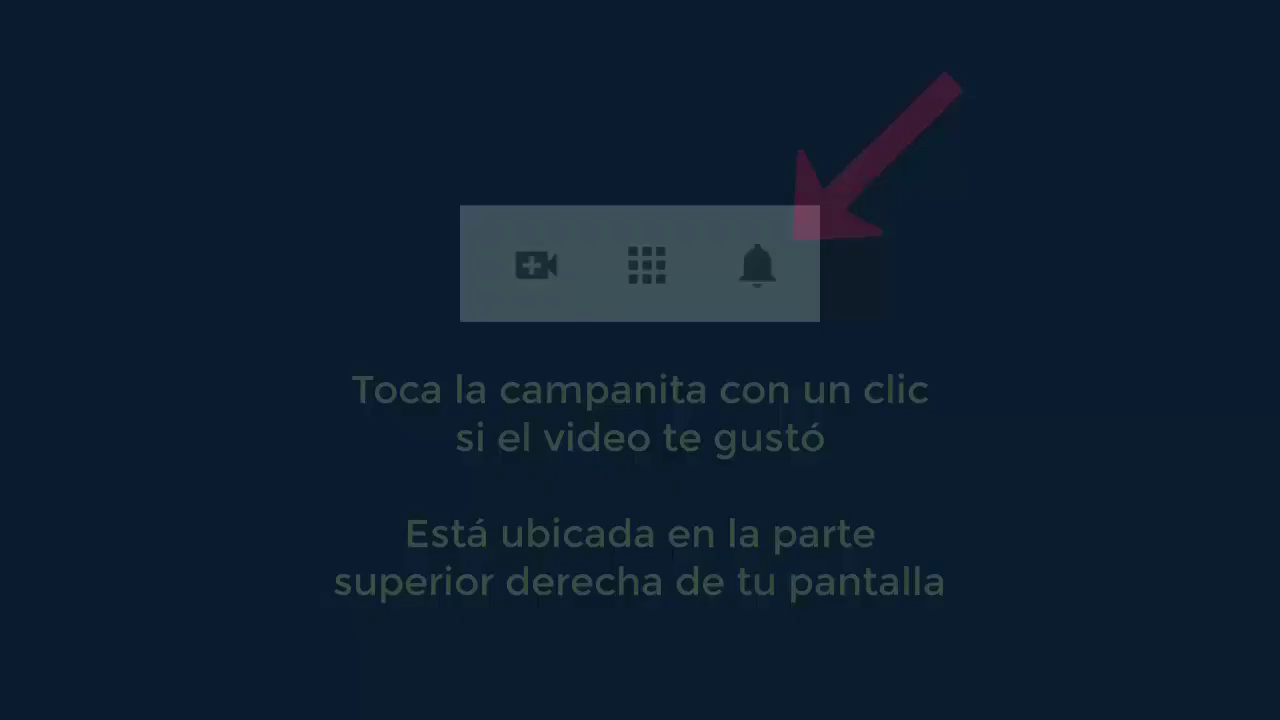 Toca la campanita con un clic
si el video te gustó
Está ubicada en la parte
superior derecha de tu pantalla